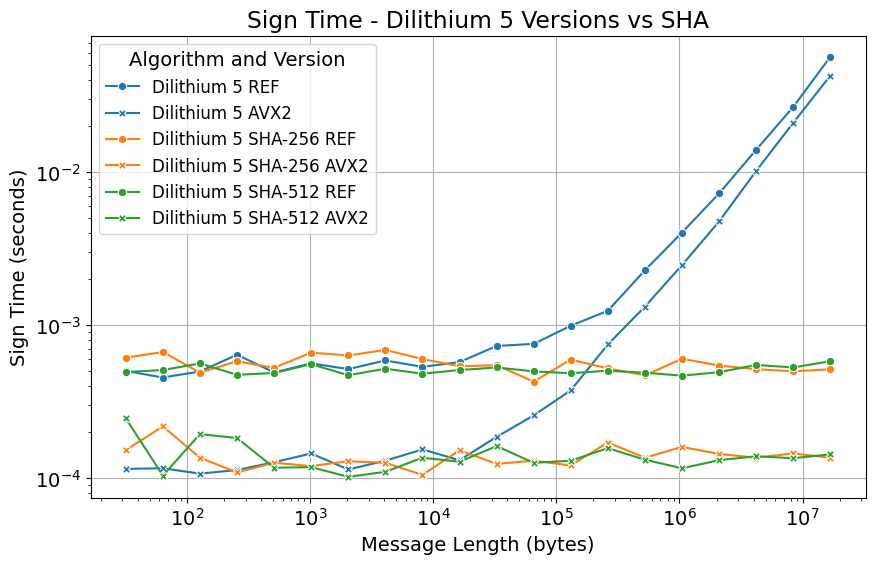 Sign Time - Dilithium 5 Versions vs SHA
Algorithm and Version
Dilithium 5 REF
Dilithium 5 AVX2
Dilithium 5 SHA-256 REF
Dilithium 5 SHA-256 AVX2
Dilithium 5 SHA-512 REF
Dilithium 5 SHA-512 AVX2
Sign Time (seconds)
10⁻²
10⁻³
10⁻⁴
10² 10³ 10⁴ 10⁵ 10⁶ 10⁷
Message Length (bytes)